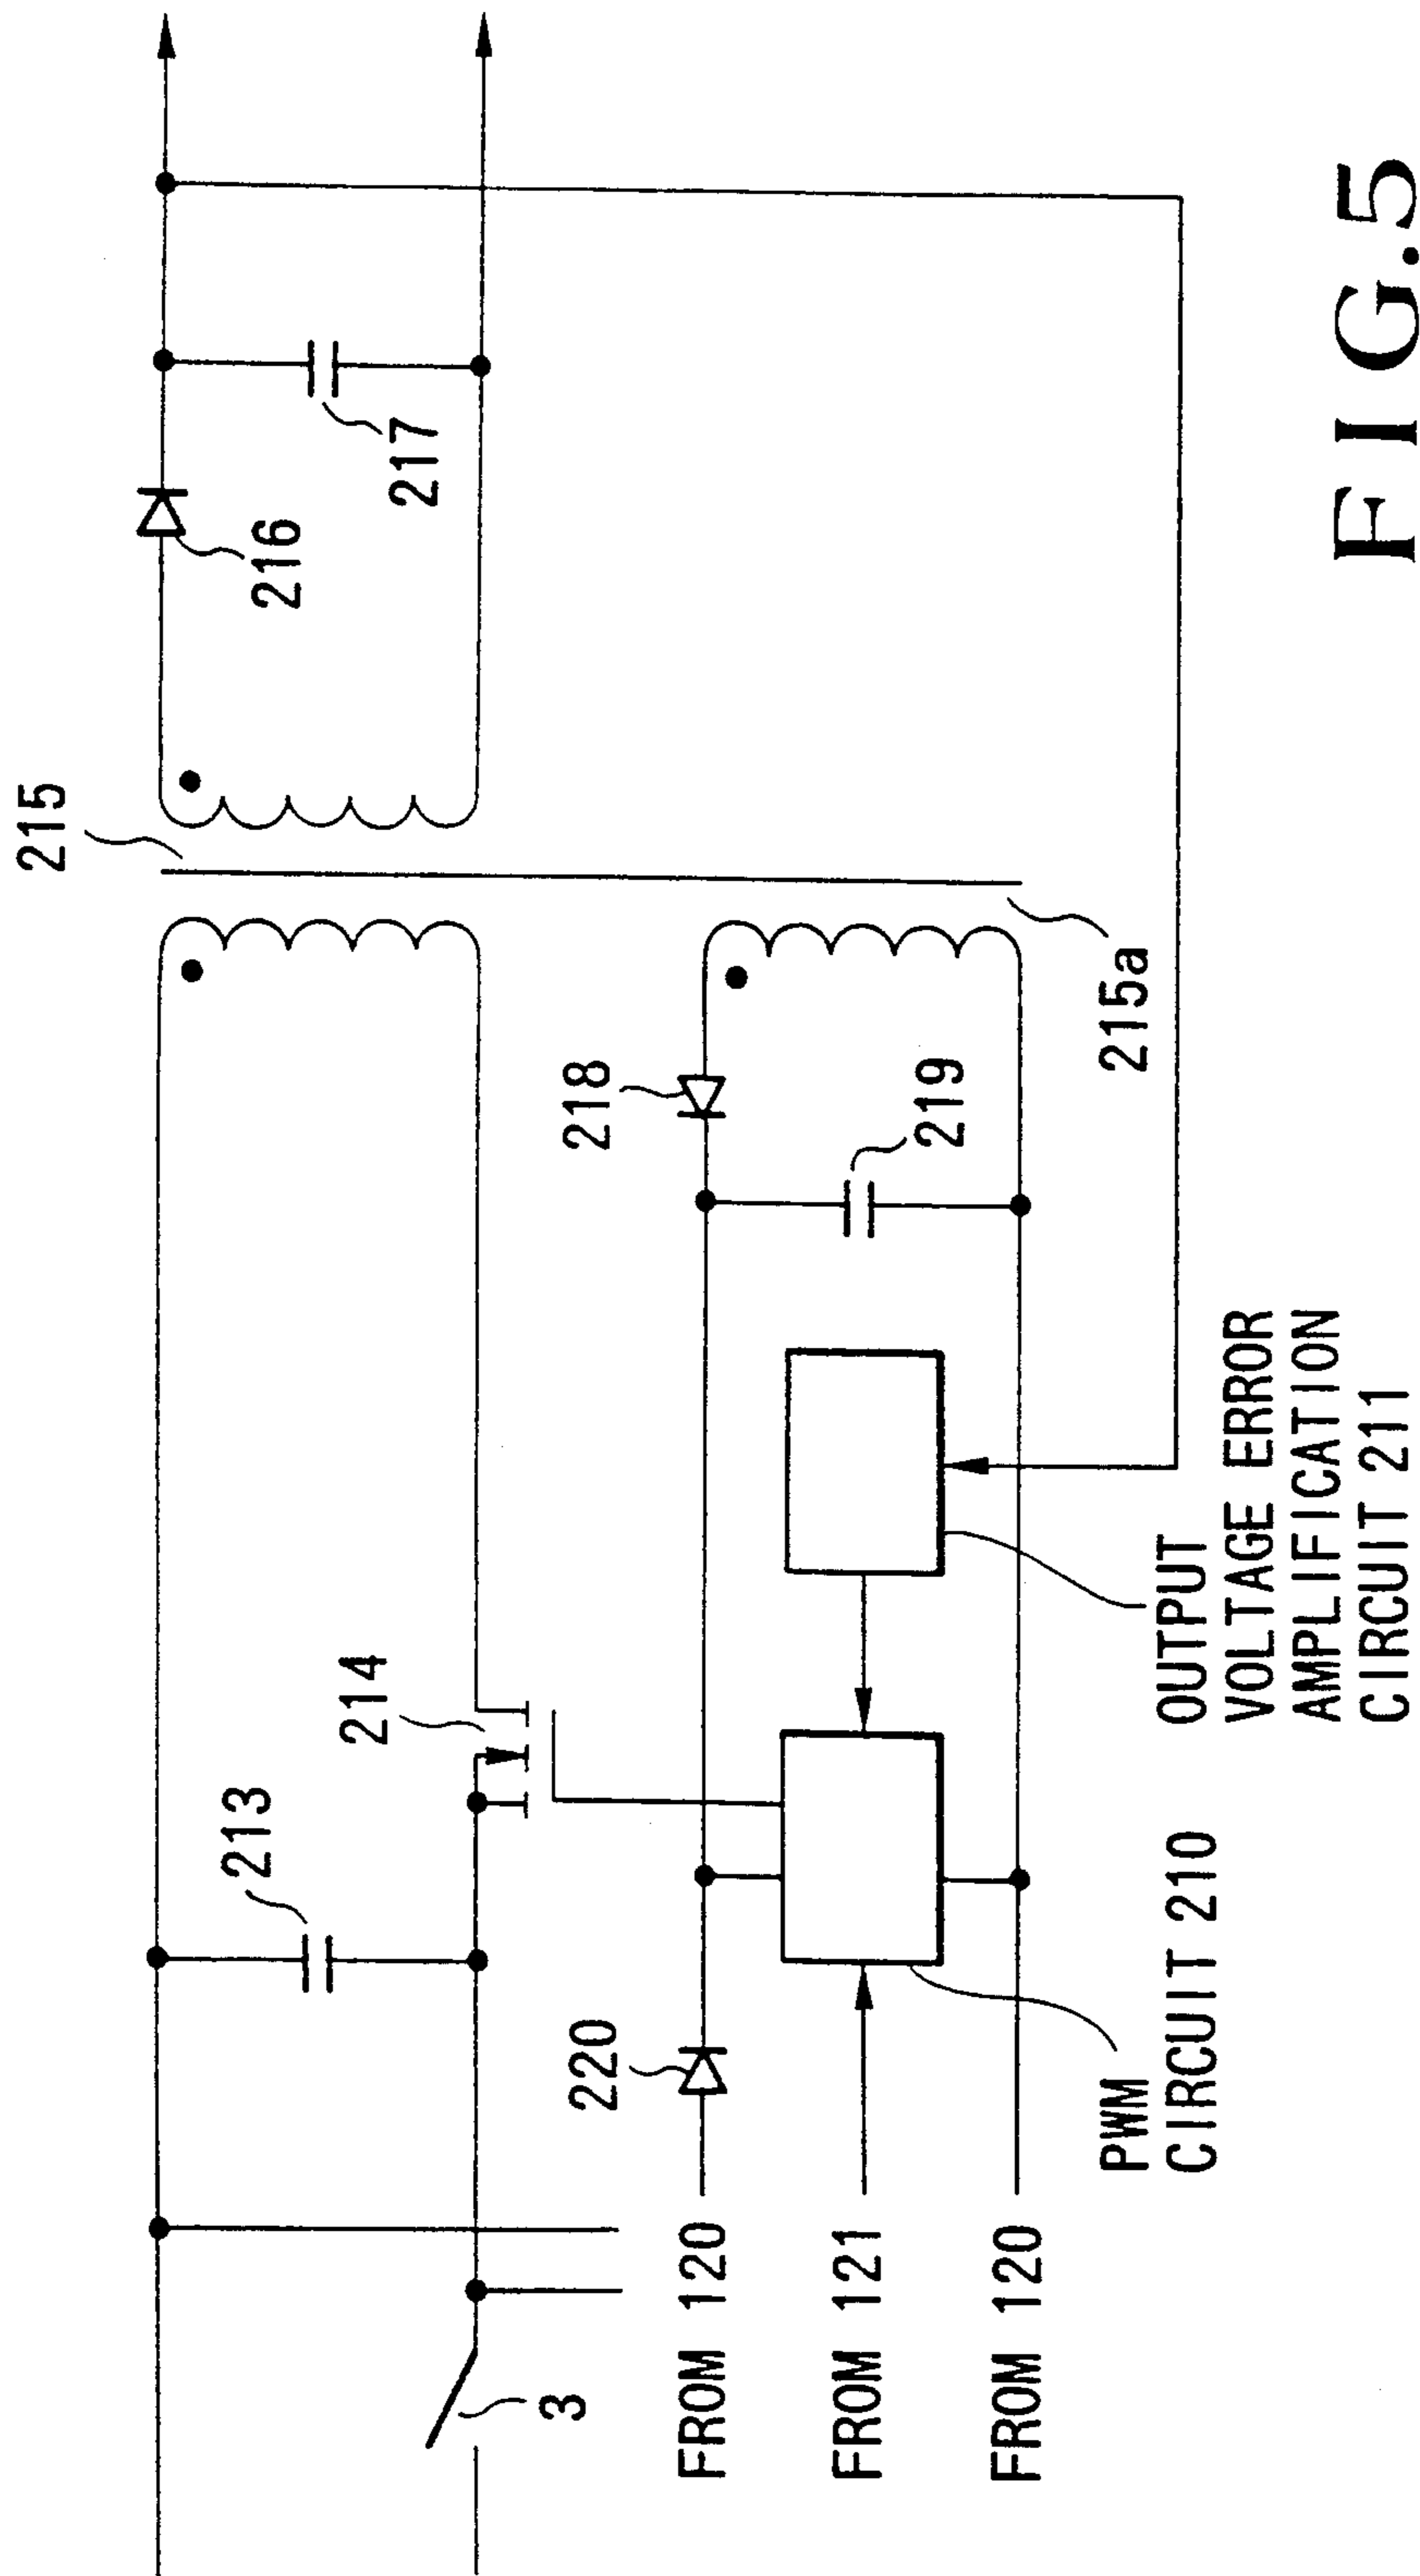 215
216
217
213
214
218
219
215a
220
3
FROM 120
FROM 121
FROM 120
PWM
CIRCUIT 210
OUTPUT
VOLTAGE ERROR
AMPLIFICATION
CIRCUIT 211
FIG.5